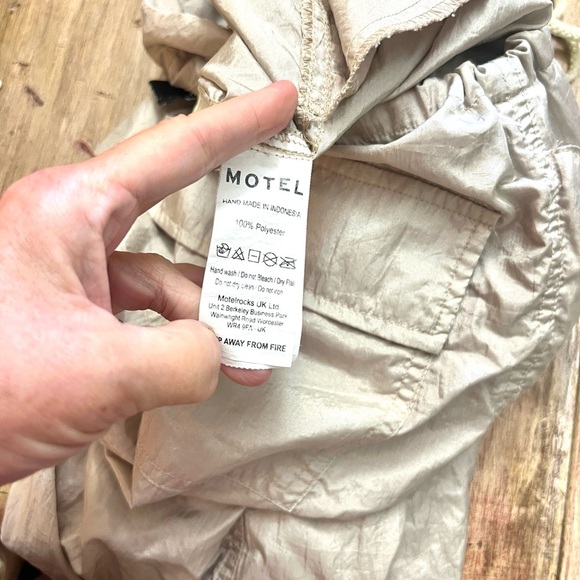 MOTEL
HAND MADE IN INDONESIA
100% Polyester
Hand wash / Do not Bleach / Dry Flat
Do not dry clean / Do not iron
Motelrocks UK Ltd
Unit 2 Berkeley Business Park
Wainwright Road Worcester
WR4 9FA - UK
P AWAY FROM FIRE